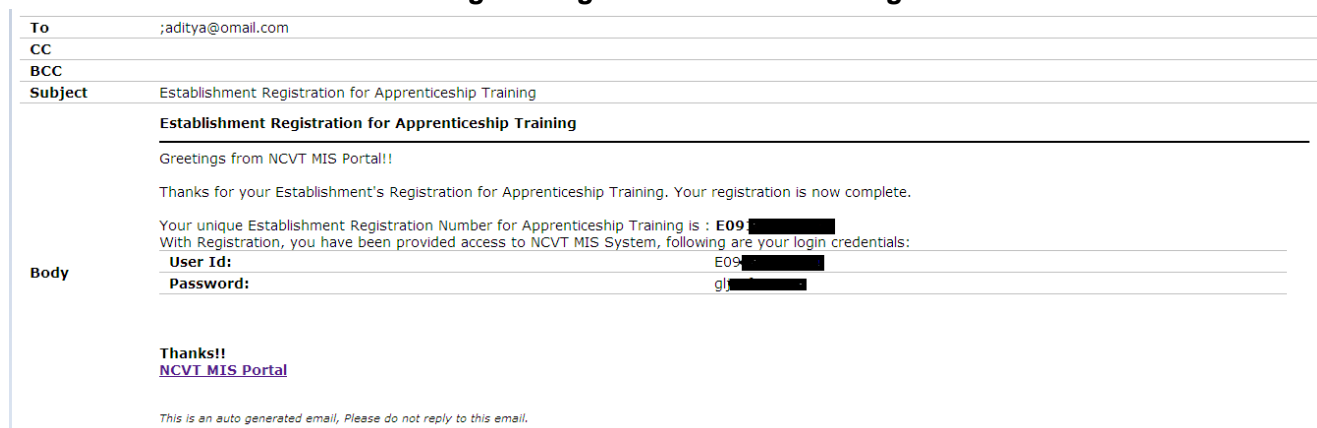 To ;aditya@omail.com
CC
BCC
Subject Establishment Registration for Apprenticeship Training
Establishment Registration for Apprenticeship Training
Greetings from NCVT MIS Portal!!
Thanks for your Establishment's Registration for Apprenticeship Training. Your registration is now complete.
Your unique Establishment Registration Number for Apprenticeship Training is : E09
With Registration, you have been provided access to NCVT MIS System, following are your login credentials:
Body
User Id: E09
Password: gl
Thanks!!
NCVT MIS Portal
This is an auto generated email, Please do not reply to this email.